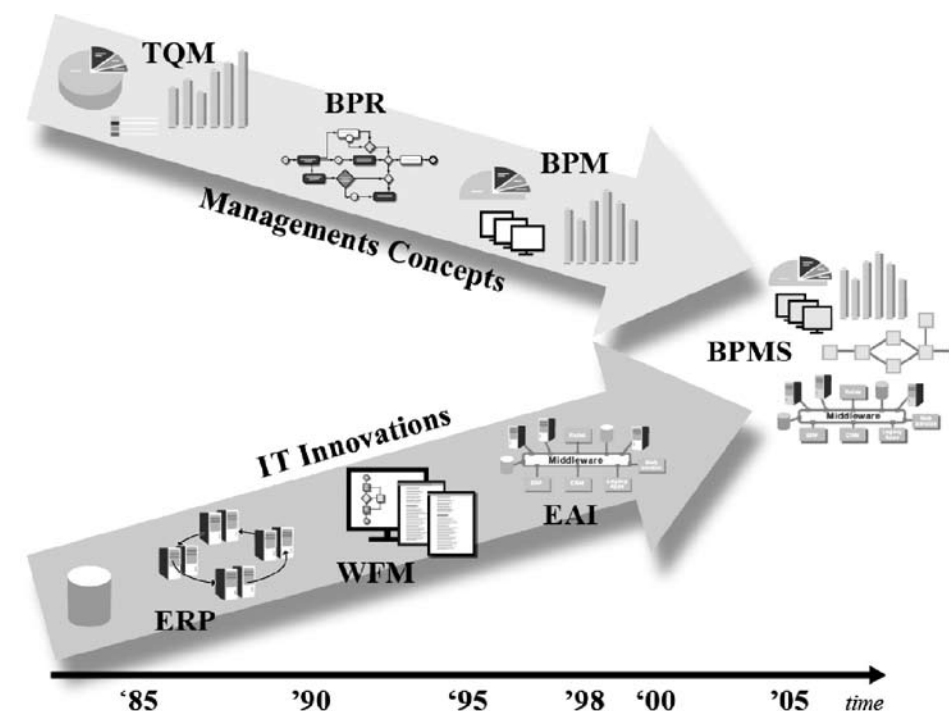 TQM
BPR
BPM
Managements Concepts
BPMS
Middleware
IT Innovations
Middleware
EAI
WFM
ERP
‘85 ’90 ’95 ’98 ’00 ’05 time